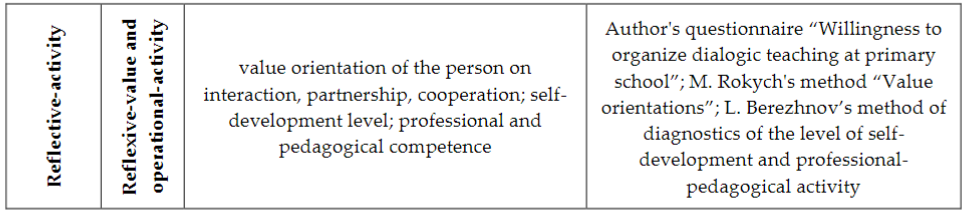 Reflective-activity
Reflexive-value and
operational-activity
value orientation of the person on
interaction, partnership, cooperation; self-
development level; professional and
pedagogical competence
Author's questionnaire “Willingness to
organize dialogic teaching at primary
school”; M. Rokych's method “Value
orientations”; L. Berezhnov’s method of
diagnostics of the level of self-
development and professional-
pedagogical activity